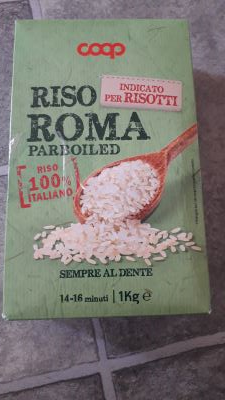 coop
INDICATO
PER RISOTTI
RISO
ROMA
PARBOILED
RISO
100%
ITALIANO
SEMPRE AL DENTE
14-16 minuti | 1Kg e